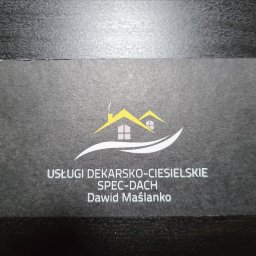 USŁUGI DEKARSKO-CIESIELSKIE
SPEC-DACH
Dawid Maślanko